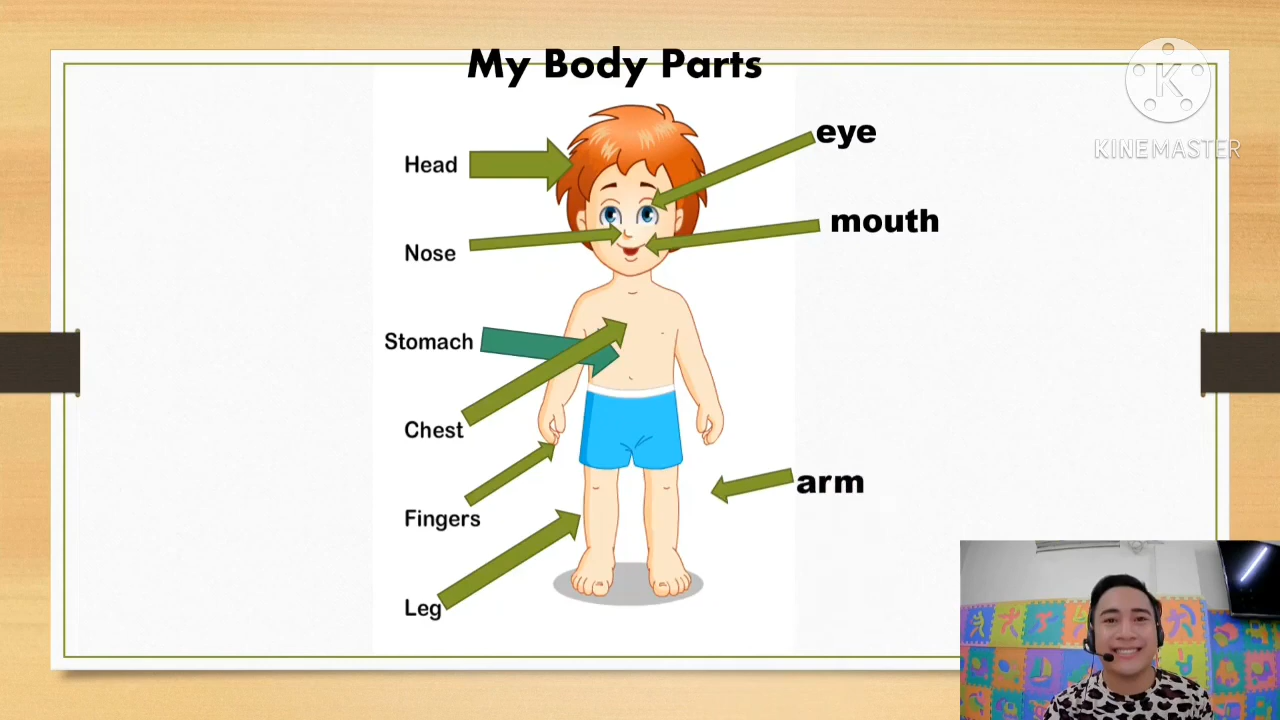 My Body Parts
K
KINEMASTER
Head
eye
Nose
mouth
Stomach
Chest
Fingers
arm
Leg